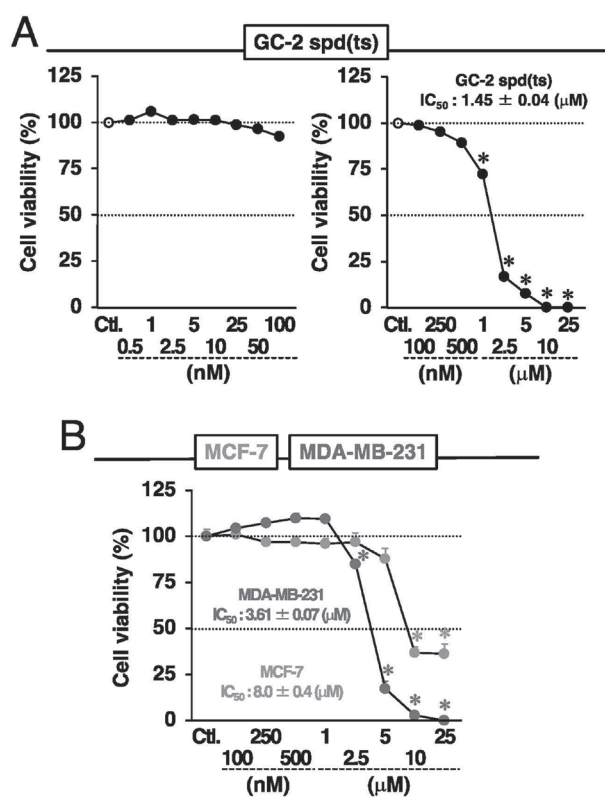 A
GC-2 spd(ts)
125
100
75
50
25
0
Cell viability (%)
Ctl. 1 5 25 100
0.5 2.5 10 50
(nM)
125
100
75
50
25
0
Cell viability (%)
GC-2 spd(ts)
IC50 : 1.45 ± 0.04 (μM)
*
*
*
*
*
Ctl. 250 1 5 25
100 500 2.5 10
(nM) (μM)
B
MCF-7 MDA-MB-231
125
100
75
50
25
0
Cell viability (%)
*
MDA-MB-231
IC50 : 3.61 ± 0.07 (μM)
* *
MCF-7
IC50 : 8.0 ± 0.4 (μM)
*
* *
Ctl. 250 1 5 25
100 500 2.5 10
(nM) (μM)